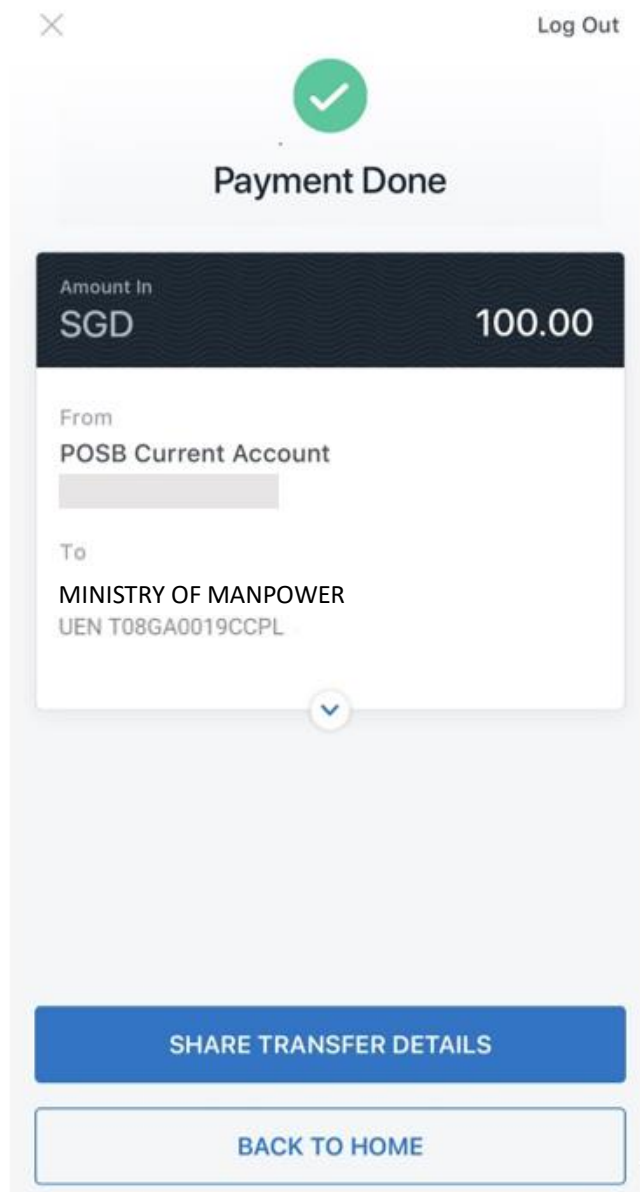 Log Out
Payment Done
Amount In
SGD 100.00
From
POSB Current Account
To
MINISTRY OF MANPOWER
UEN T08GA0019CCPL
SHARE TRANSFER DETAILS
BACK TO HOME